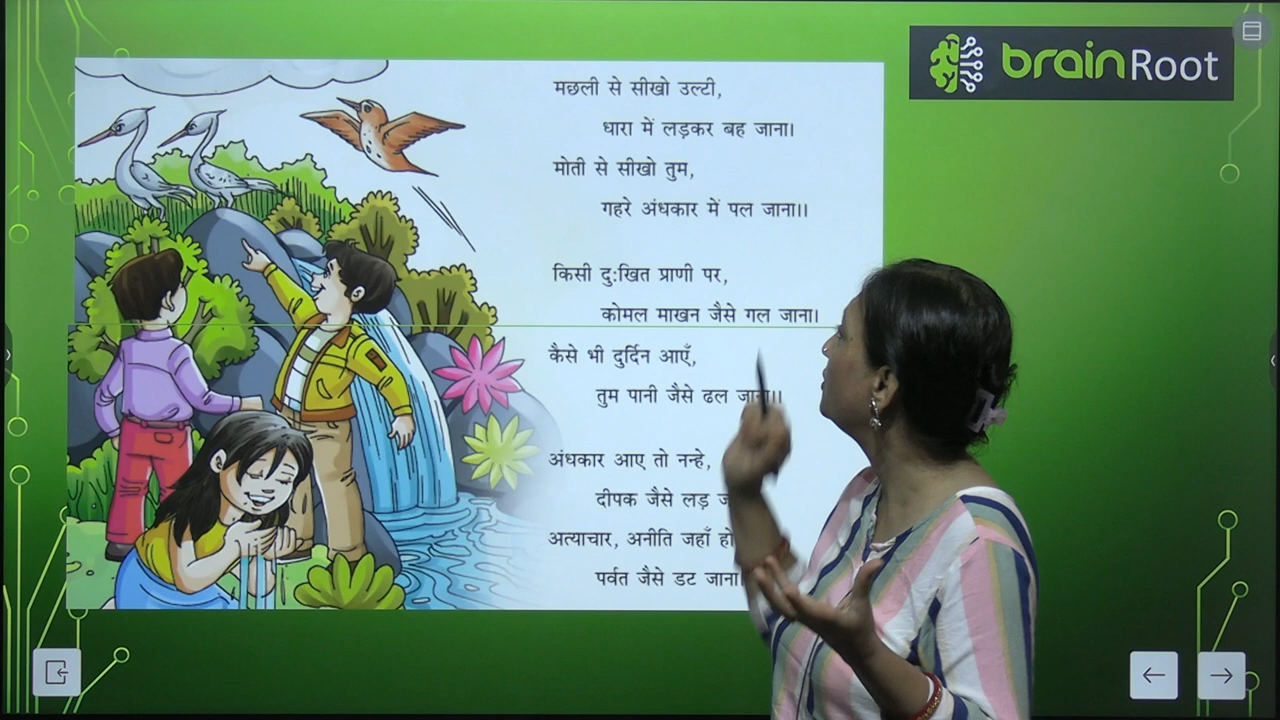 brainRoot
मछली से सीखो उल्टी,
धारा में लड़कर बह जाना।
मोती से सीखो तुम,
गहरे अंधकार में पल जाना।।
किसी दुःखित प्राणी पर,
कोमल माखन जैसे गल जाना।
कैसे भी दुर्दिन आएँ,
तुम पानी जैसे ढल जाना।।
अंधकार आए तो नन्हे,
दीपक जैसे लड़
अत्याचार, अनीति जहाँ
पर्वत जैसे डट जाना